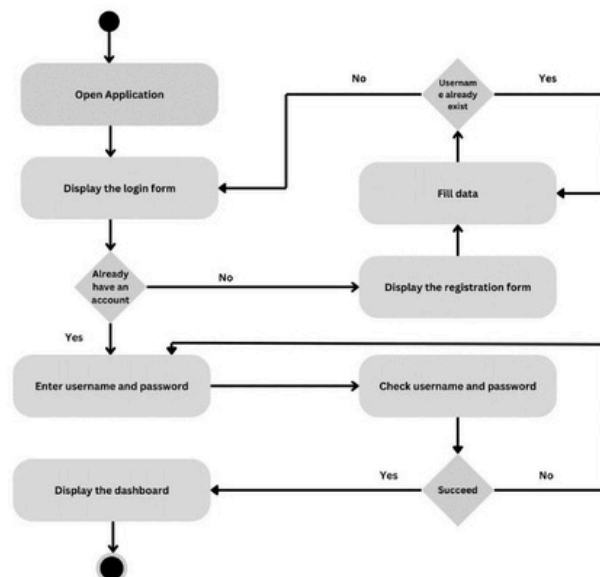 Open Application
Display the login form
Already
have an
account
Yes
No
Enter username and password
Display the dashboard
No
Usernam
e already
exist
Yes
Fill data
Display the registration form
Check username and password
Yes
Succeed
No